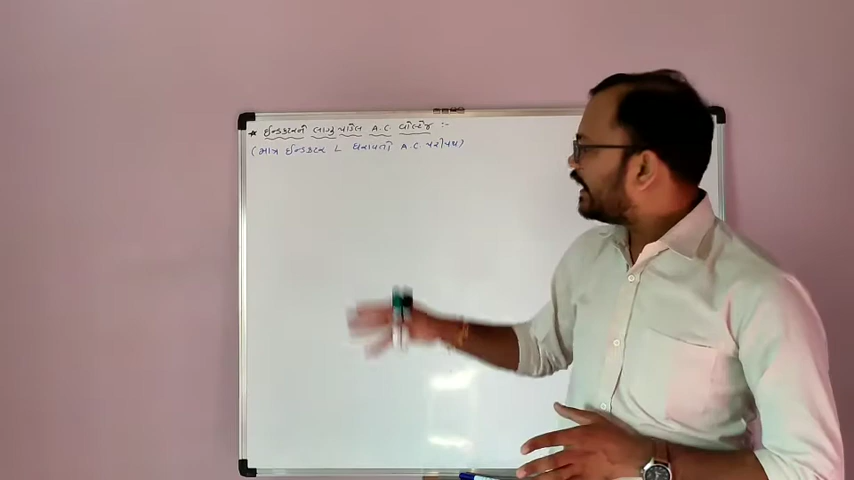 * ઈન્ડક્ટરને લાગુ પાડેલ A.C વોલ્ટેજ :-
(માત્ર ઈન્ડક્ટર L ધરાવતી A.C. પરિપથ)